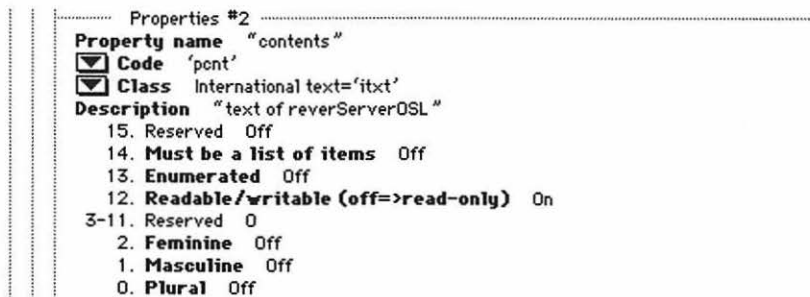 Properties #2
Property name "contents"
Code 'pcnt'
Class International text='itxt'
Description "text of reverServerOSL"
15. Reserved Off
14. Must be a list of items Off
13. Enumerated Off
12. Readable/writable (off=>read-only) On
3-11. Reserved 0
2. Feminine Off
1. Masculine Off
0. Plural Off